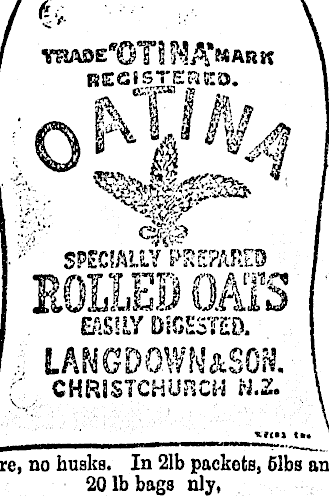 TRADE "OTINA" MARK
REGISTERED.
OATINA
SPECIALLY PREPARED
ROLLED OATS
EASILY DIGESTED.
LANGDOWN & SON.
CHRISTCHURCH N.Z.
re, no husks. In 2lb packets, 5lbs an
20 lb bags nly.